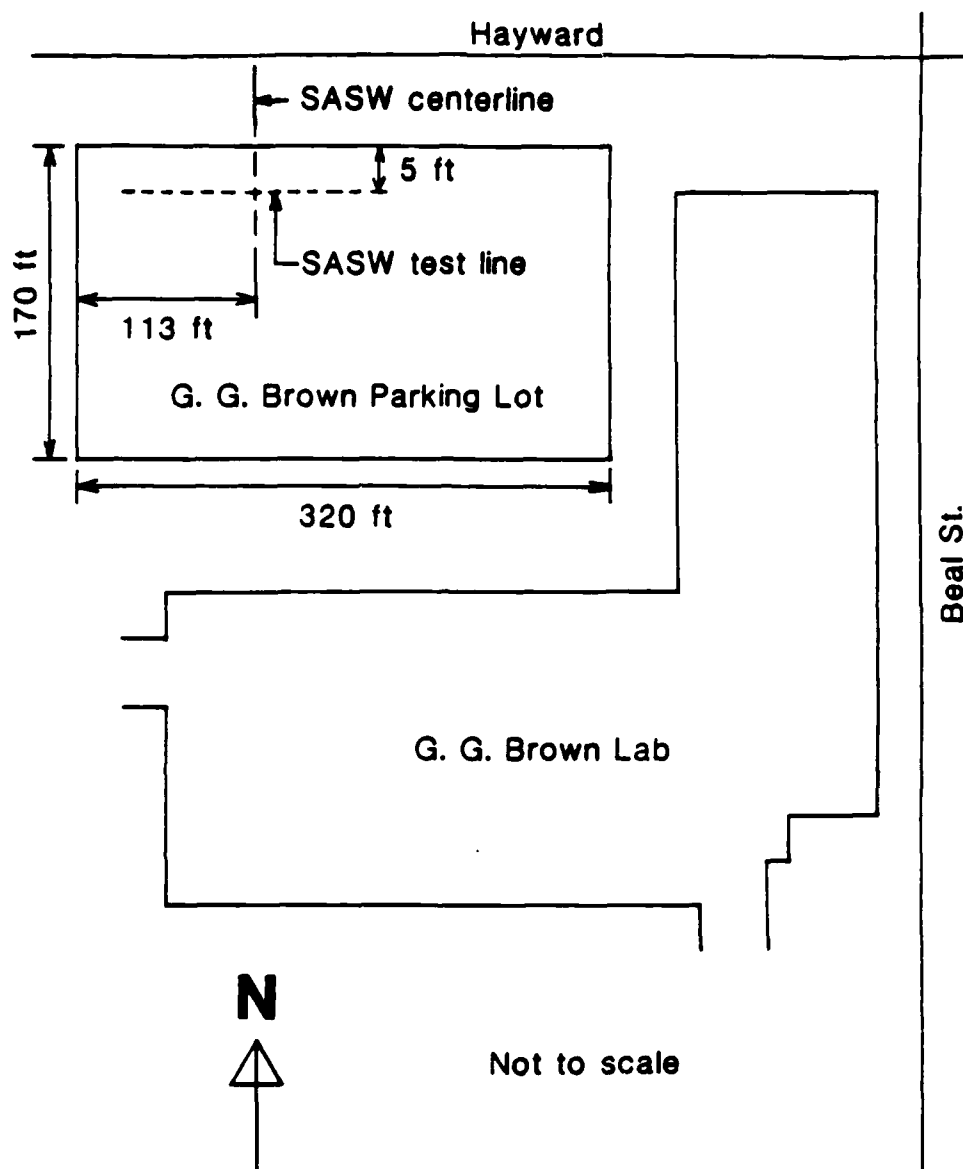 Hayward
SASW centerline
5 ft
SASW test line
170 ft
113 ft
G. G. Brown Parking Lot
320 ft
Beal St.
G. G. Brown Lab
N
Not to scale